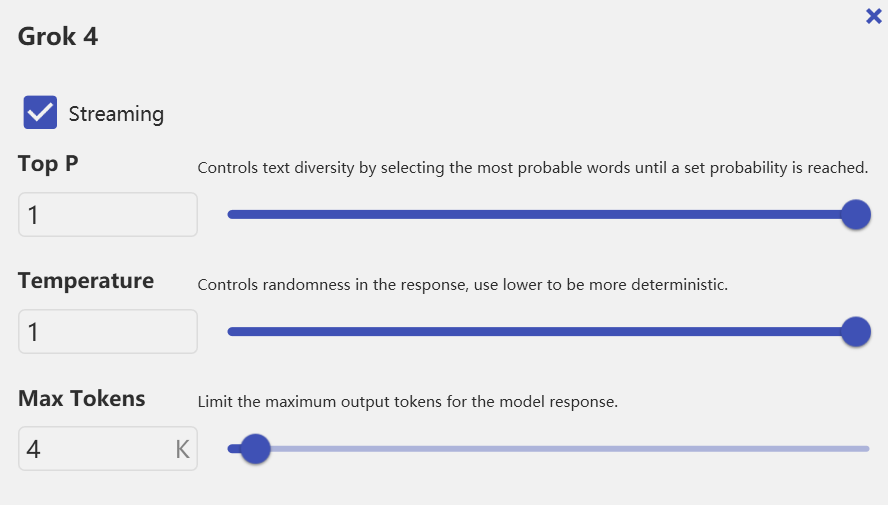 Grok 4
Streaming
Top P
Controls text diversity by selecting the most probable words until a set probability is reached.
1
Temperature
Controls randomness in the response, use lower to be more deterministic.
1
Max Tokens
Limit the maximum output tokens for the model response.
4 K